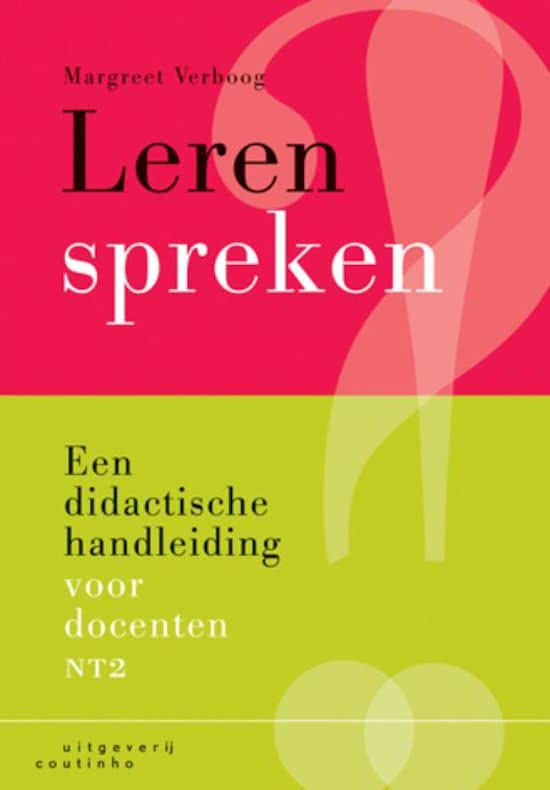 Margreet Verboog
Leren
spreken
Een
didactische
handleiding
voor
docenten
NT2
uitgeverij
coutinho